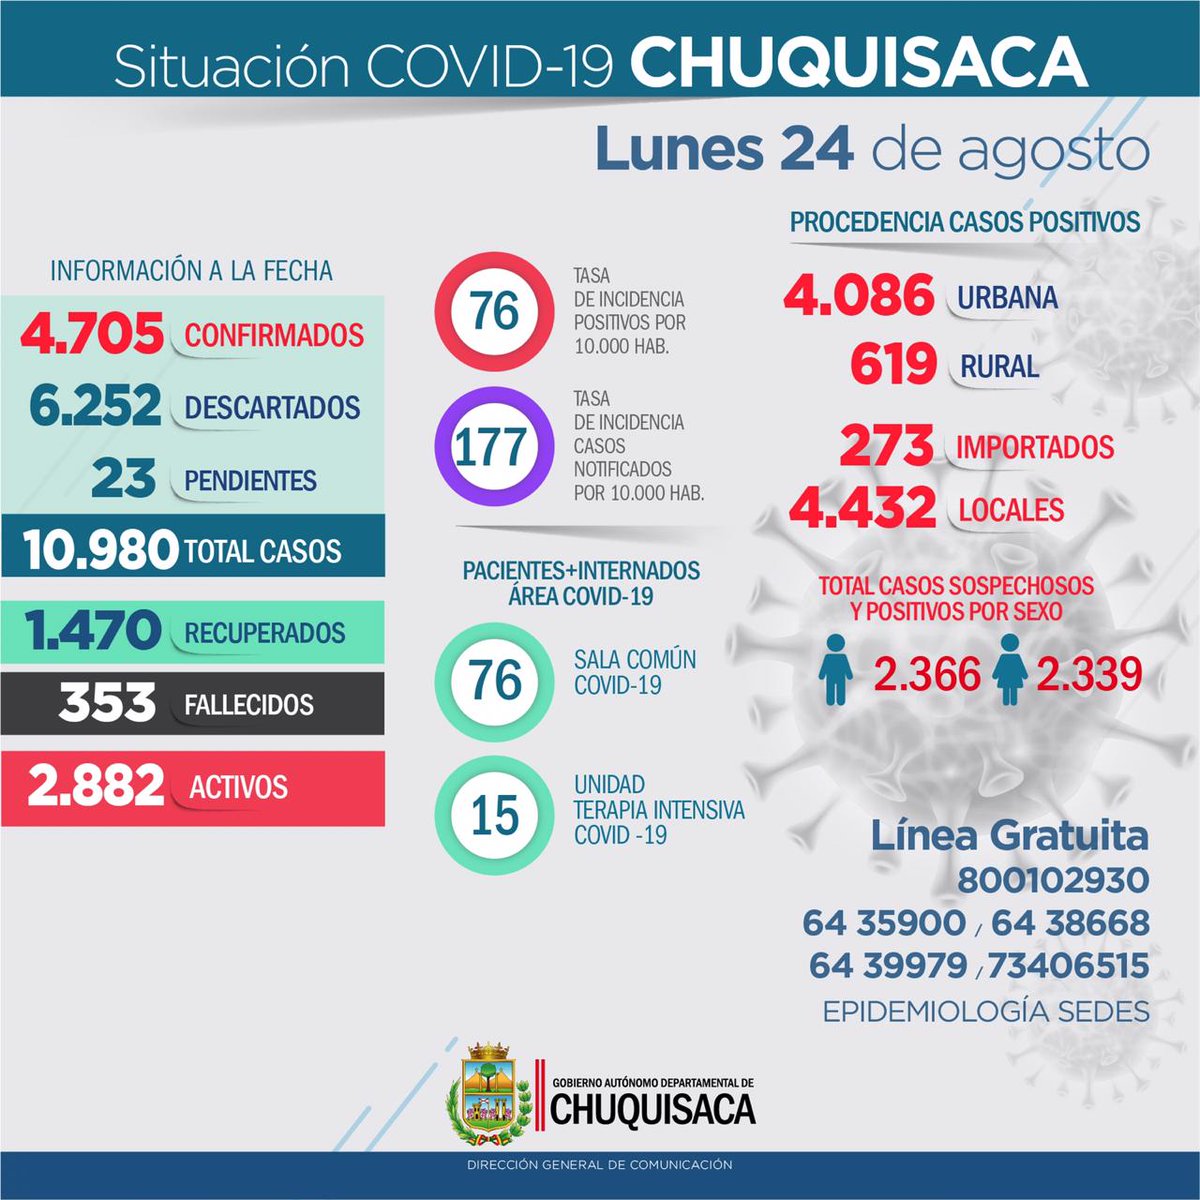 Situación COVID-19 CHUQUISACA
Lunes 24 de agosto
INFORMACIÓN A LA FECHA
4.705 CONFIRMADOS
6.252 DESCARTADOS
23 PENDIENTES
10.980 TOTAL CASOS
1.470 RECUPERADOS
353 FALLECIDOS
2.882 ACTIVOS
76
TASA
DE INCIDENCIA
POSITIVOS POR
10.000 HAB.
177
TASA
DE INCIDENCIA
CASOS
NOTIFICADOS
POR 10.000 HAB.
PACIENTES+INTERNADOS
ÁREA COVID-19
76
SALA COMÚN
COVID-19
15
UNIDAD
TERAPIA INTENSIVA
COVID -19
PROCEDENCIA CASOS POSITIVOS
4.086 URBANA
619 RURAL
273 IMPORTADOS
4.432 LOCALES
TOTAL CASOS SOSPECHOSOS
Y POSITIVOS POR SEXO
2.366 2.339
Línea Gratuita
800102930
64 35900 / 64 38668
64 39979 / 73406515
EPIDEMIOLOGÍA SEDES
GOBIERNO AUTÓNOMO DEPARTAMENTAL DE
CHUQUISACA
DIRECCIÓN GENERAL DE COMUNICACIÓN